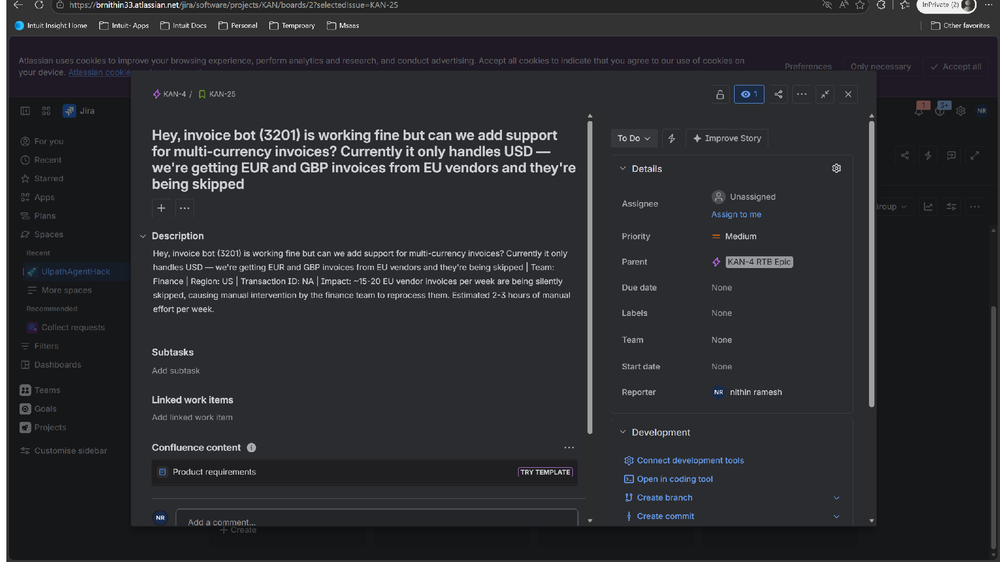 https://brnithin33.atlassian.net/jira/software/projects/KAN/boards/2?selectedIssue=KAN-25
InPrivate (2)
Intuit Insight Home
Intuit- Apps
Intuit Docs
Personal
Temproary
Msaas
Other favorites
Atlassian uses cookies to improve your browsing experience, perform analytics and research, and conduct advertising. Accept all cookies to indicate that you agree to our use of cookies on
your device. Atlassian cookie
Preferences
Only necessary
Accept all
KAN-4 / KAN-25
1
Jira
1
3+
NR
For you
Recent
Starred
Apps
Plans
Spaces
Recent
UipathAgentHack
More spaces
Recommended
Collect requests
Filters
Dashboards
Teams
Goals
Projects
Customise sidebar
Hey, invoice bot (3201) is working fine but can we add support
for multi-currency invoices? Currently it only handles USD —
we're getting EUR and GBP invoices from EU vendors and they're
being skipped
Description
Hey, invoice bot (3201) is working fine but can we add support for multi-currency invoices? Currently it only
handles USD — we're getting EUR and GBP invoices from EU vendors and they're being skipped | Team:
Finance | Region: US | Transaction ID: NA | Impact: ~15-20 EU vendor invoices per week are being silently
skipped, causing manual intervention by the finance team to reprocess them. Estimated 2-3 hours of manual
effort per week.
Subtasks
Add subtask
Linked work items
Add linked work item
Confluence content
Product requirements
TRY TEMPLATE
NR
Add a comment...
Create
To Do
Improve Story
Details
Assignee
Unassigned
Assign to me
Priority
Medium
Parent
KAN-4 RTB Epic
Due date
None
Labels
None
Team
None
Start date
None
Reporter
NR nithin ramesh
Development
Connect development tools
Open in coding tool
Create branch
Create commit